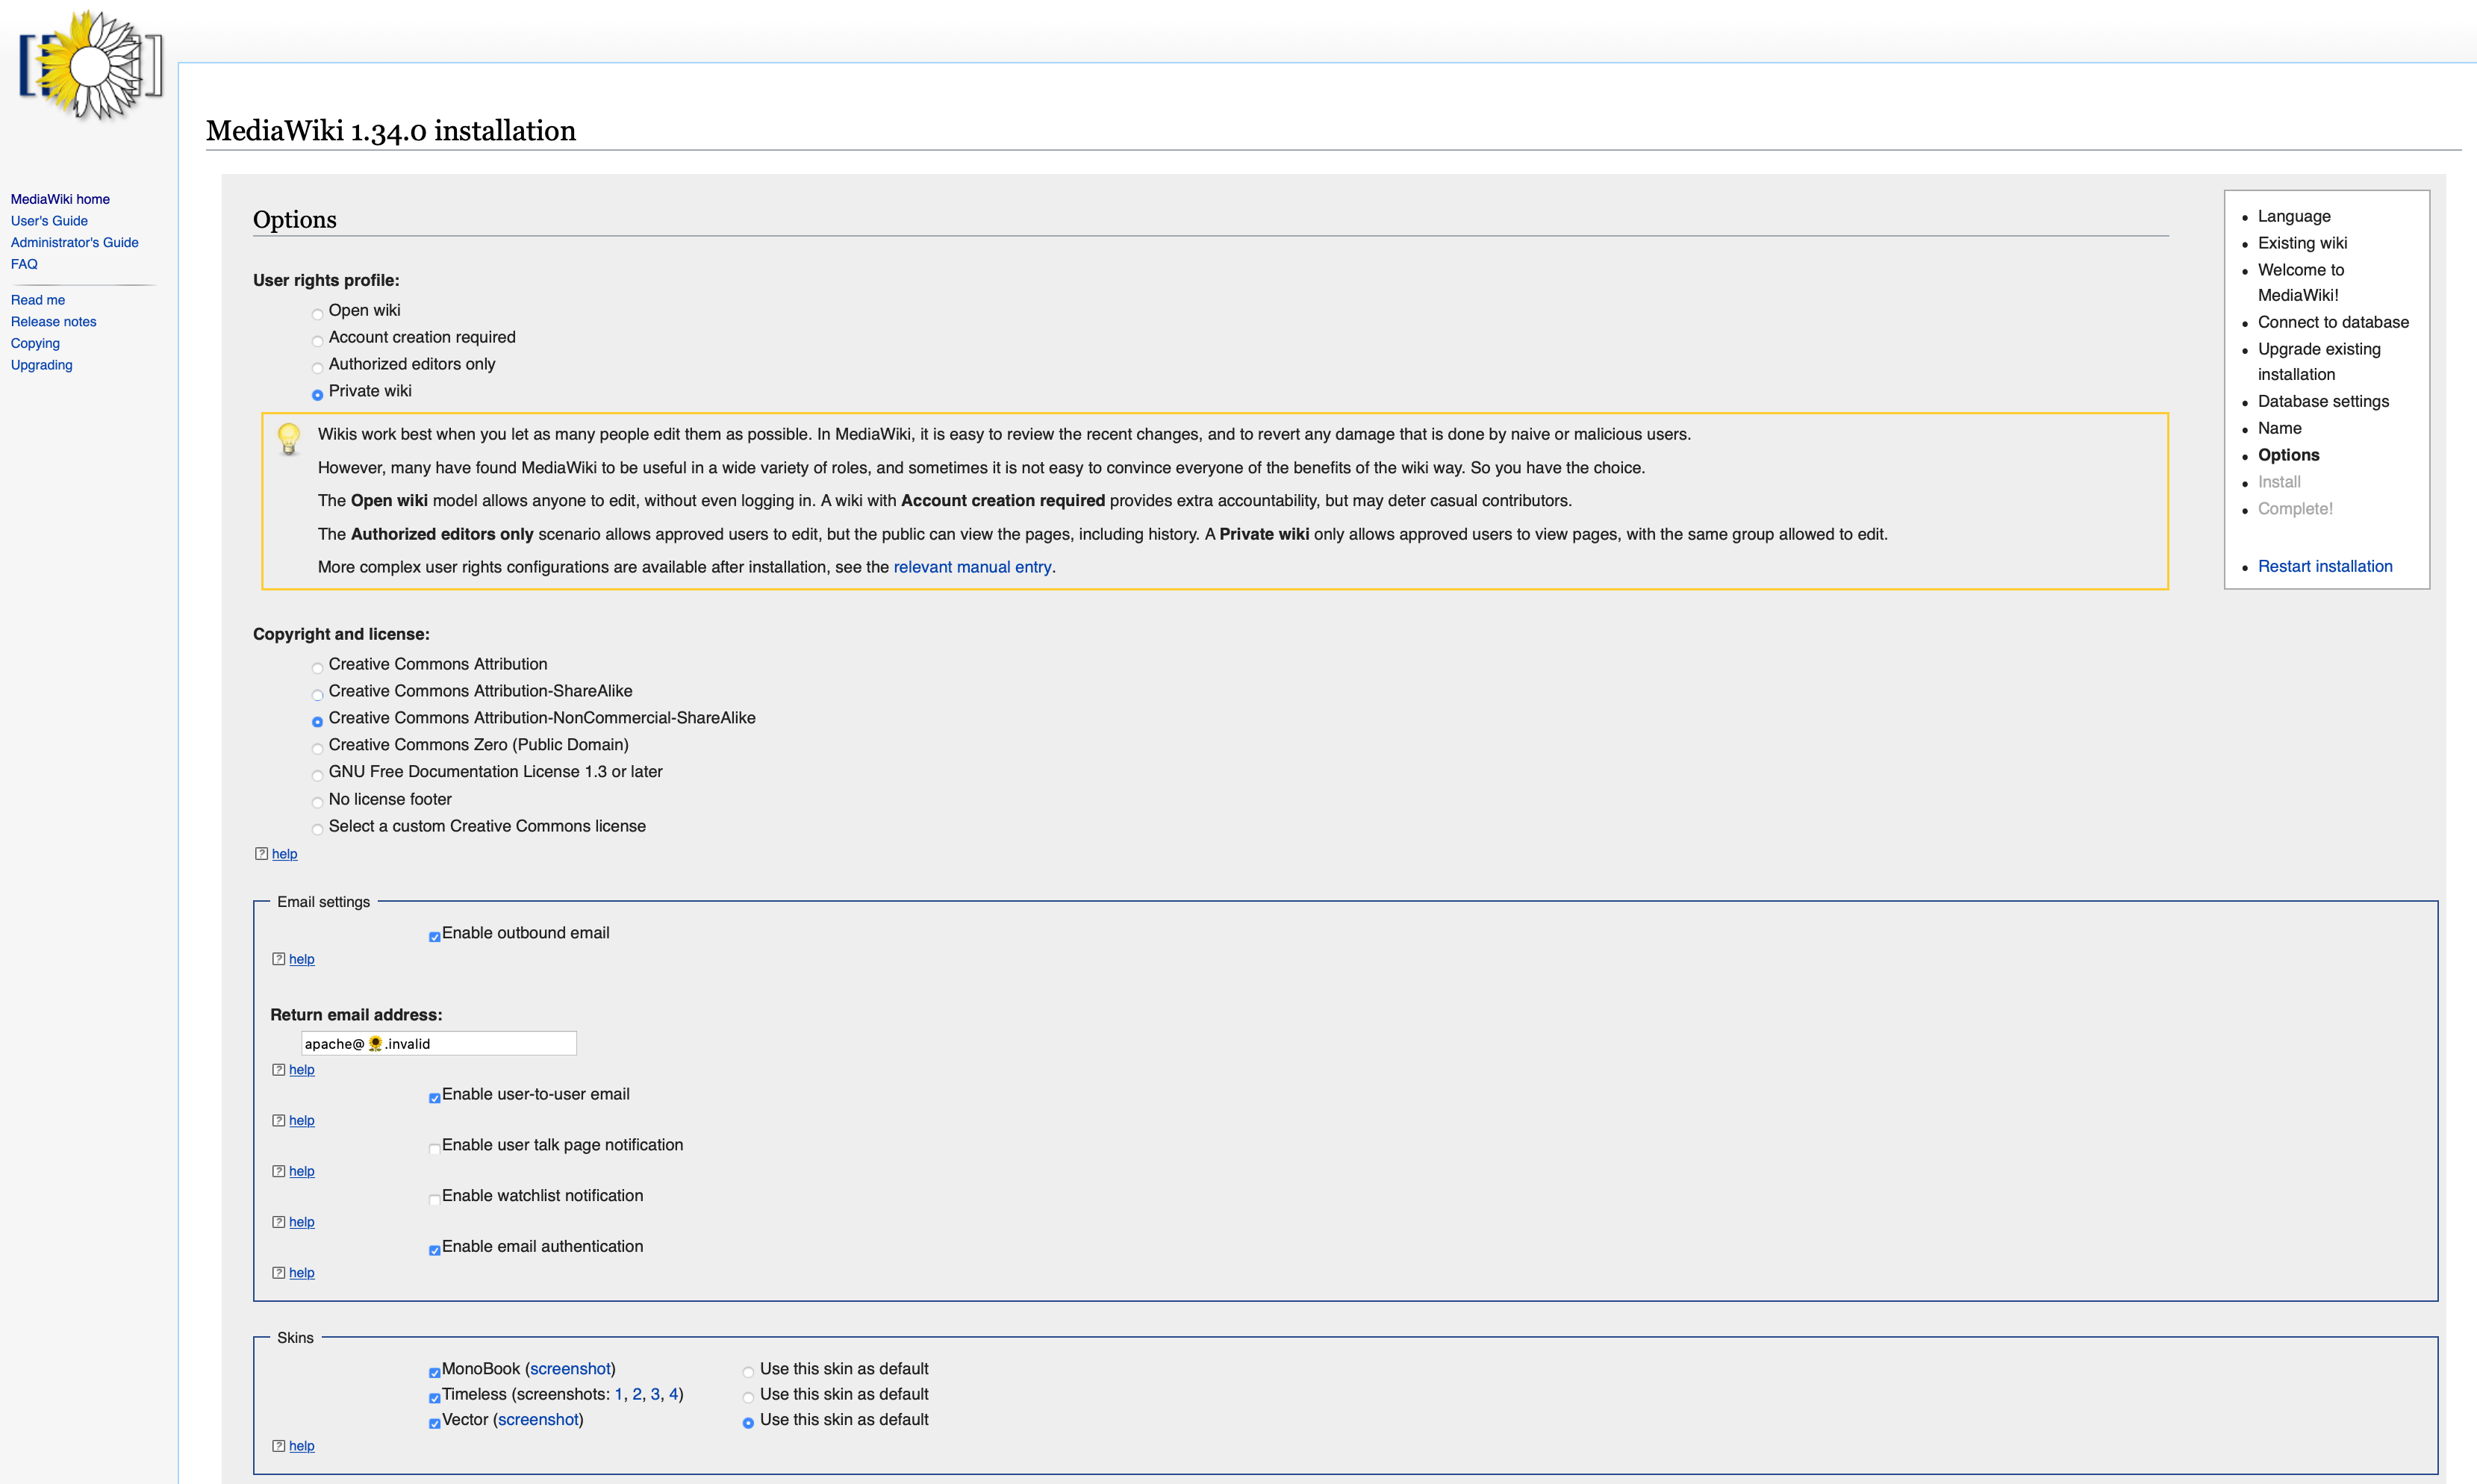 MediaWiki home
User's Guide
Administrator's Guide
FAQ
Read me
Release notes
Copying
Upgrading
MediaWiki 1.34.0 installation
Options
User rights profile:
Open wiki
Account creation required
Authorized editors only
Private wiki
Wikis work best when you let as many people edit them as possible. In MediaWiki, it is easy to review the recent changes, and to revert any damage that is done by naive or malicious users.
However, many have found MediaWiki to be useful in a wide variety of roles, and sometimes it is not easy to convince everyone of the benefits of the wiki way. So you have the choice.
The Open wiki model allows anyone to edit, without even logging in. A wiki with Account creation required provides extra accountability, but may deter casual contributors.
The Authorized editors only scenario allows approved users to edit, but the public can view the pages, including history. A Private wiki only allows approved users to view pages, with the same group allowed to edit.
More complex user rights configurations are available after installation, see the relevant manual entry.
Copyright and license:
Creative Commons Attribution
Creative Commons Attribution-ShareAlike
Creative Commons Attribution-NonCommercial-ShareAlike
Creative Commons Zero (Public Domain)
GNU Free Documentation License 1.3 or later
No license footer
Select a custom Creative Commons license
help
Email settings
Enable outbound email
help
Return email address:
apache@🌻.invalid
help
Enable user-to-user email
help
Enable user talk page notification
help
Enable watchlist notification
help
Enable email authentication
help
Skins
MonoBook (screenshot) Use this skin as default
Timeless (screenshots: 1, 2, 3, 4) Use this skin as default
Vector (screenshot) Use this skin as default
help
Language
Existing wiki
Welcome to
MediaWiki!
Connect to database
Upgrade existing
installation
Database settings
Name
Options
Install
Complete!
Restart installation